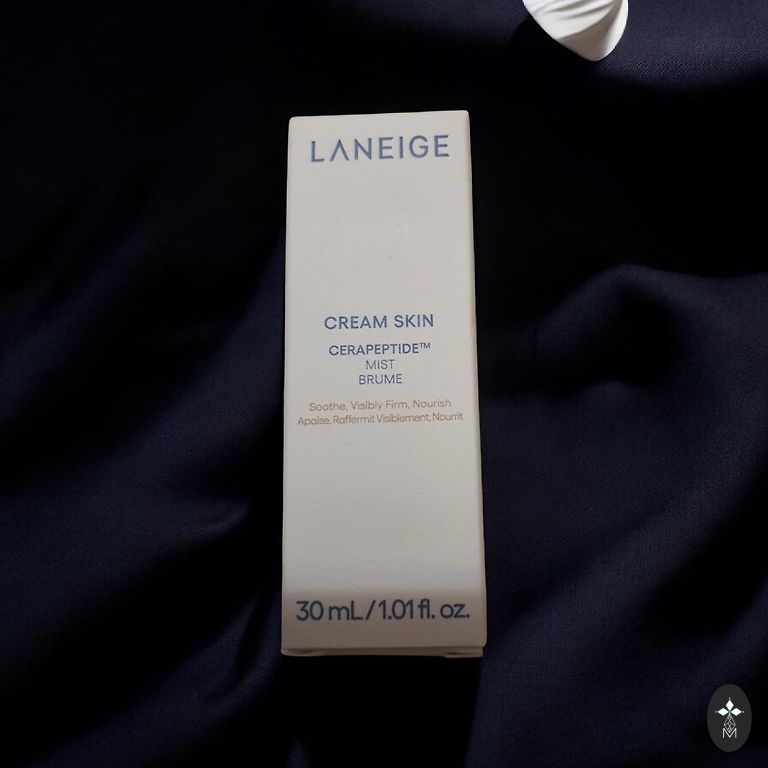 LANEIGE
CREAM SKIN
CERAPEPTIDE™
MIST
BRUME
Soothe, Visibly Firm, Nourish
Apaise, Raffermit Visiblement, Nourrit
30 mL / 1.01 fl. oz.
M